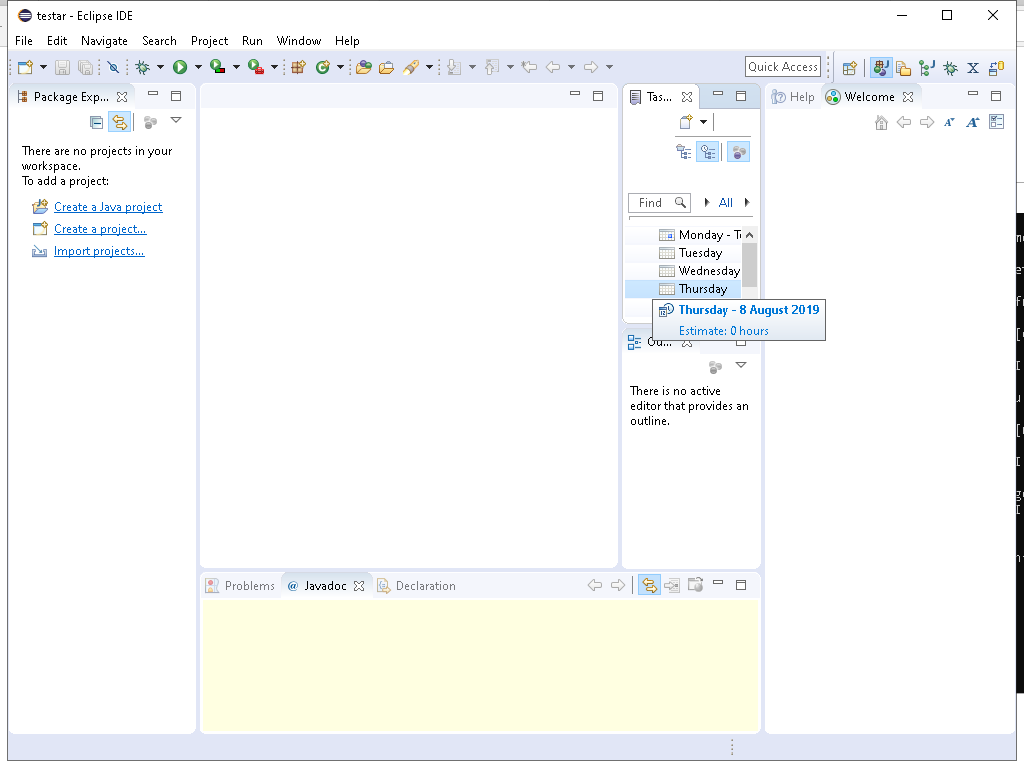 testar - Eclipse IDE
File Edit Navigate Search Project Run Window Help
Quick Access
Package Exp...
There are no projects in your
workspace.
To add a project:
Create a Java project
Create a project...
Import projects...
Tas...
Find
All
Monday - T
Tuesday
Wednesday
Thursday
Thursday - 8 August 2019
Estimate: 0 hours
Ou...
There is no active
editor that provides an
outline.
Help
Welcome
Problems
@ Javadoc
Declaration